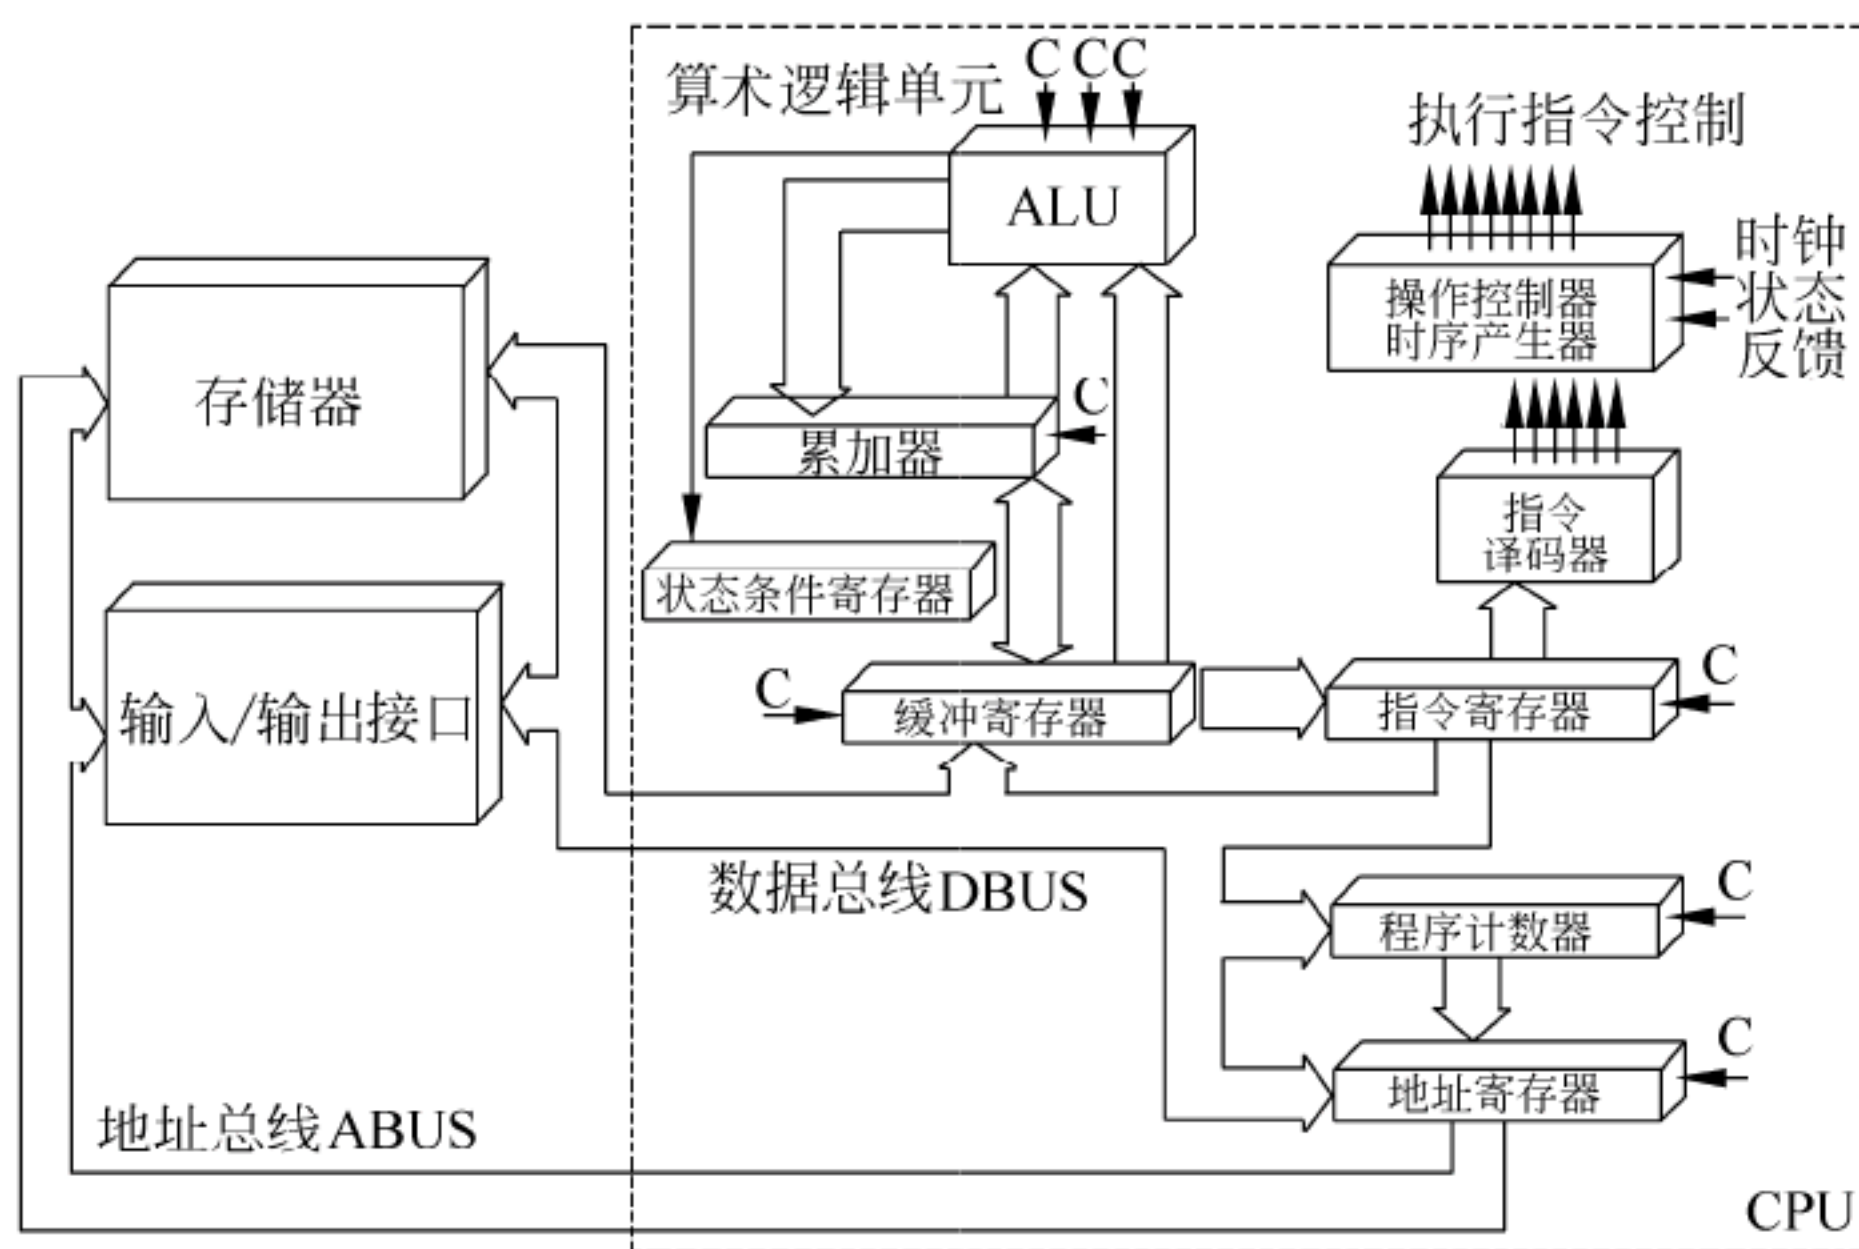 算术逻辑单元
C
C
C
ALU
执行指令控制
操作控制器
时序产生器
时钟
状态
反馈
存储器
累加器
C
指令
译码器
状态条件寄存器
输入/输出接口
C
缓冲寄存器
指令寄存器
C
数据总线DBUS
程序计数器
C
地址寄存器
C
地址总线ABUS
CPU